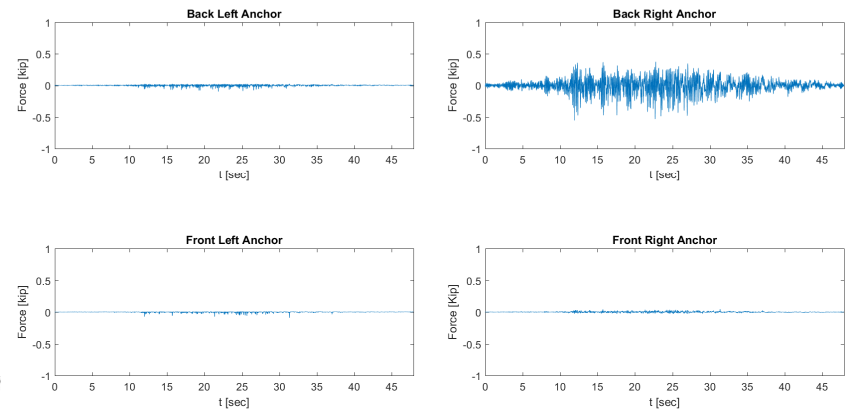 Back Left Anchor
1
0.5
0
-0.5
-1
Force [kip]
0 5 10 15 20 25 30 35 40 45
t [sec]
Back Right Anchor
1
0.5
0
-0.5
-1
Force [kip]
0 5 10 15 20 25 30 35 40 45
t [sec]
Front Left Anchor
1
0.5
0
-0.5
-1
Force [kip]
0 5 10 15 20 25 30 35 40 45
t [sec]
Front Right Anchor
1
0.5
0
-0.5
-1
Force [Kip]
0 5 10 15 20 25 30 35 40 45
t [sec]